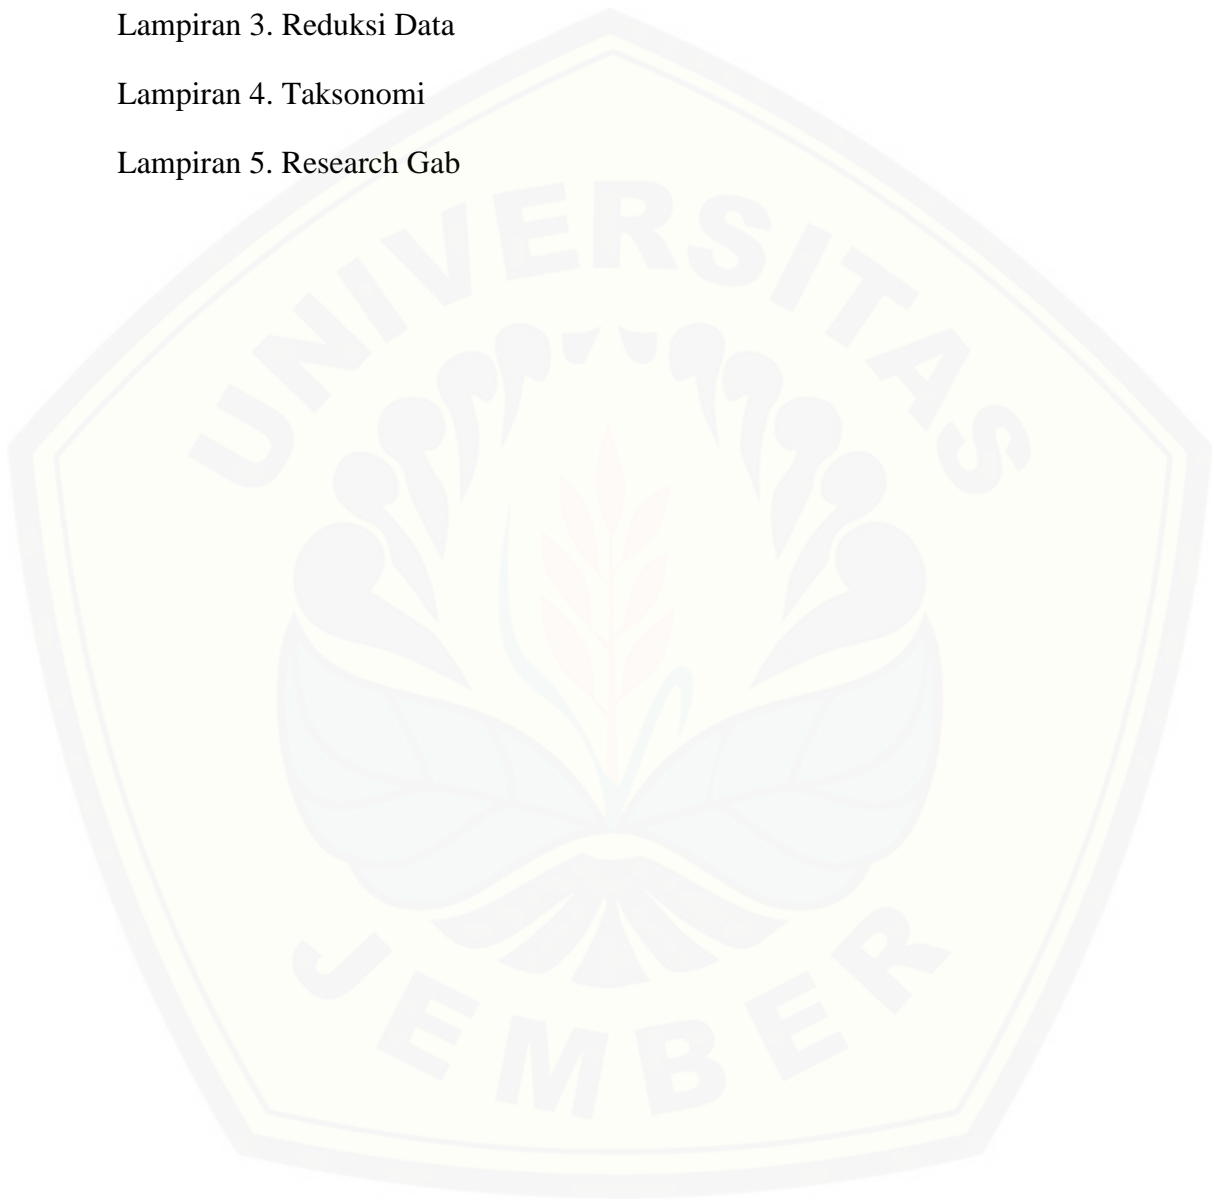 Lampiran 3. Reduksi Data
Lampiran 4. Taksonomi
Lampiran 5. Research Gab
UNIVERSITAS
JEMBER